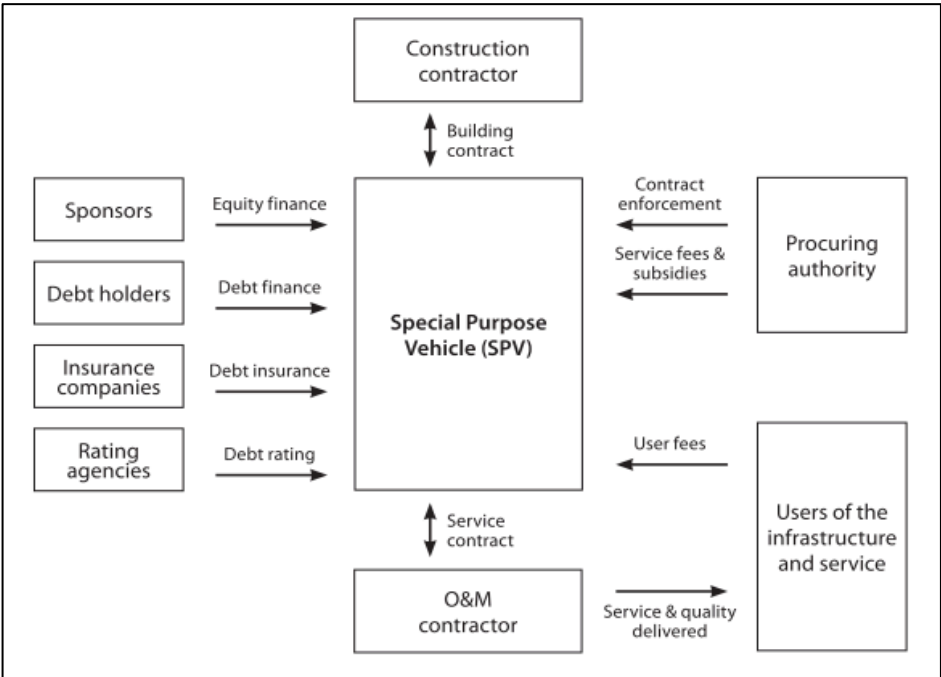 Construction
contractor
Building
contract
Sponsors
Equity finance
Debt holders
Debt finance
Insurance
companies
Debt insurance
Rating
agencies
Debt rating
Special Purpose
Vehicle (SPV)
Contract
enforcement
Service fees &
subsidies
Procuring
authority
User fees
Users of the
infrastructure
and service
Service
contract
O&M
contractor
Service & quality
delivered